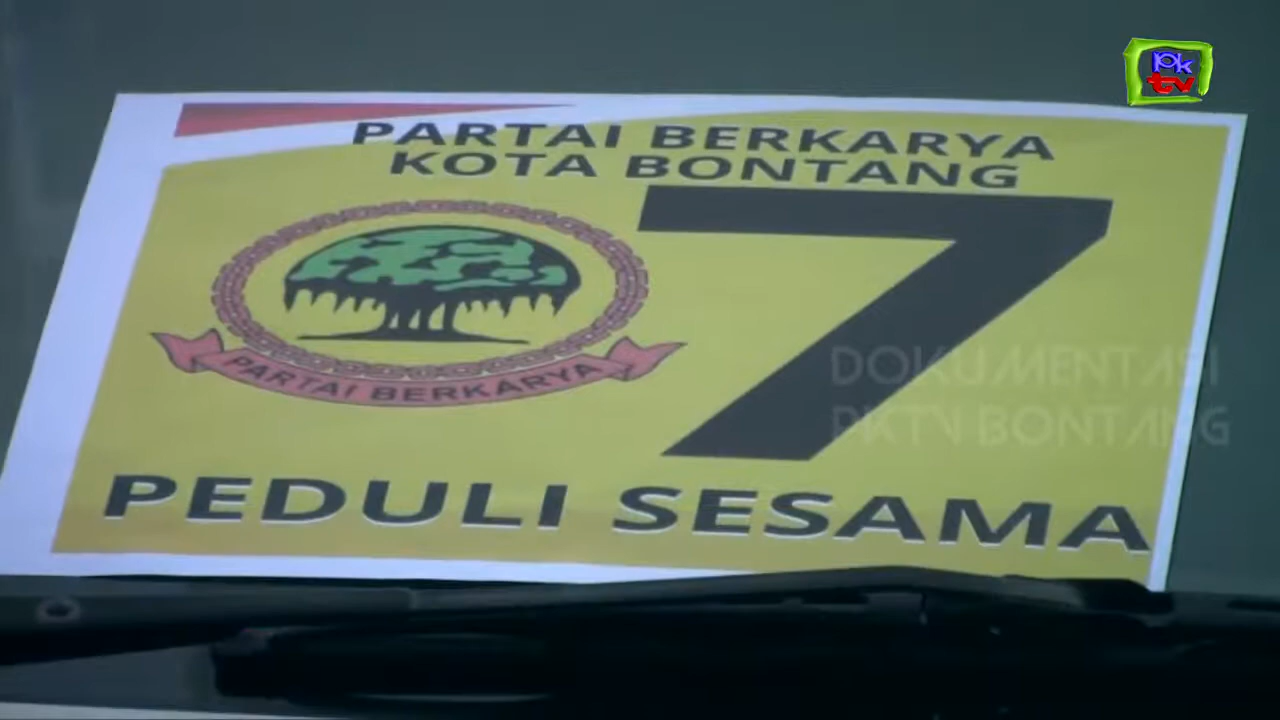 pk
tv
PARTAI BERKARYA
KOTA BONTANG
7
PARTAI BERKARYA
DOKUMENTASI
PKTV BONTANG
PEDULI SESAMA